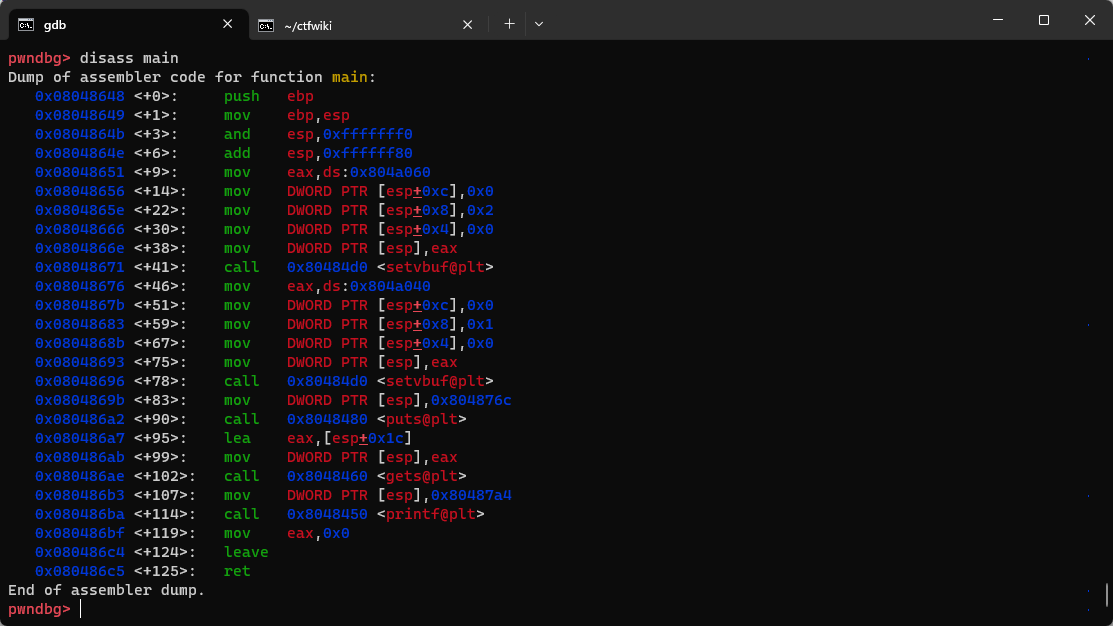 gdb
~/ctfwiki
pwndbg> disass main
Dump of assembler code for function main:
   0x08048648 <+0>:     push   ebp
   0x08048649 <+1>:     mov    ebp,esp
   0x0804864b <+3>:     and    esp,0xfffffff0
   0x0804864e <+6>:     add    esp,0xffffff80
   0x08048651 <+9>:     mov    eax,ds:0x804a060
   0x08048656 <+14>:    mov    DWORD PTR [esp+0xc],0x0
   0x0804865e <+22>:    mov    DWORD PTR [esp+0x8],0x2
   0x08048666 <+30>:    mov    DWORD PTR [esp+0x4],0x0
   0x0804866e <+38>:    mov    DWORD PTR [esp],eax
   0x08048671 <+41>:    call   0x80484d0 <setvbuf@plt>
   0x08048676 <+46>:    mov    eax,ds:0x804a040
   0x0804867b <+51>:    mov    DWORD PTR [esp+0xc],0x0
   0x08048683 <+59>:    mov    DWORD PTR [esp+0x8],0x1
   0x0804868b <+67>:    mov    DWORD PTR [esp+0x4],0x0
   0x08048693 <+75>:    mov    DWORD PTR [esp],eax
   0x08048696 <+78>:    call   0x80484d0 <setvbuf@plt>
   0x0804869b <+83>:    mov    DWORD PTR [esp],0x804876c
   0x080486a2 <+90>:    call   0x8048480 <puts@plt>
   0x080486a7 <+95>:    lea    eax,[esp+0x1c]
   0x080486ab <+99>:    mov    DWORD PTR [esp],eax
   0x080486ae <+102>:   call   0x8048460 <gets@plt>
   0x080486b3 <+107>:   mov    DWORD PTR [esp],0x80487a4
   0x080486ba <+114>:   call   0x8048450 <printf@plt>
   0x080486bf <+119>:   mov    eax,0x0
   0x080486c4 <+124>:   leave
   0x080486c5 <+125>:   ret
End of assembler dump.
pwndbg>